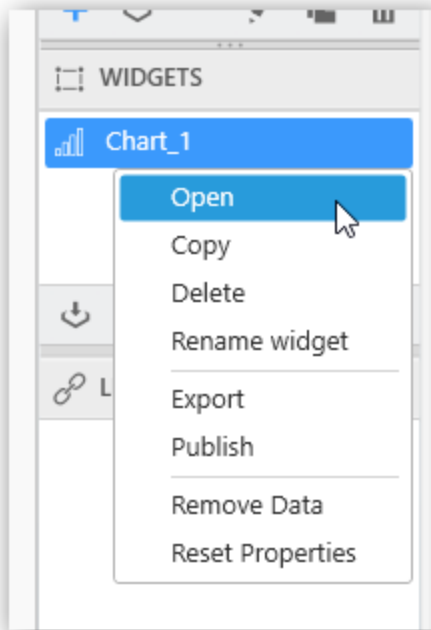 WIDGETS
Chart_1
Open
Copy
Delete
Rename widget
L
Export
Publish
Remove Data
Reset Properties